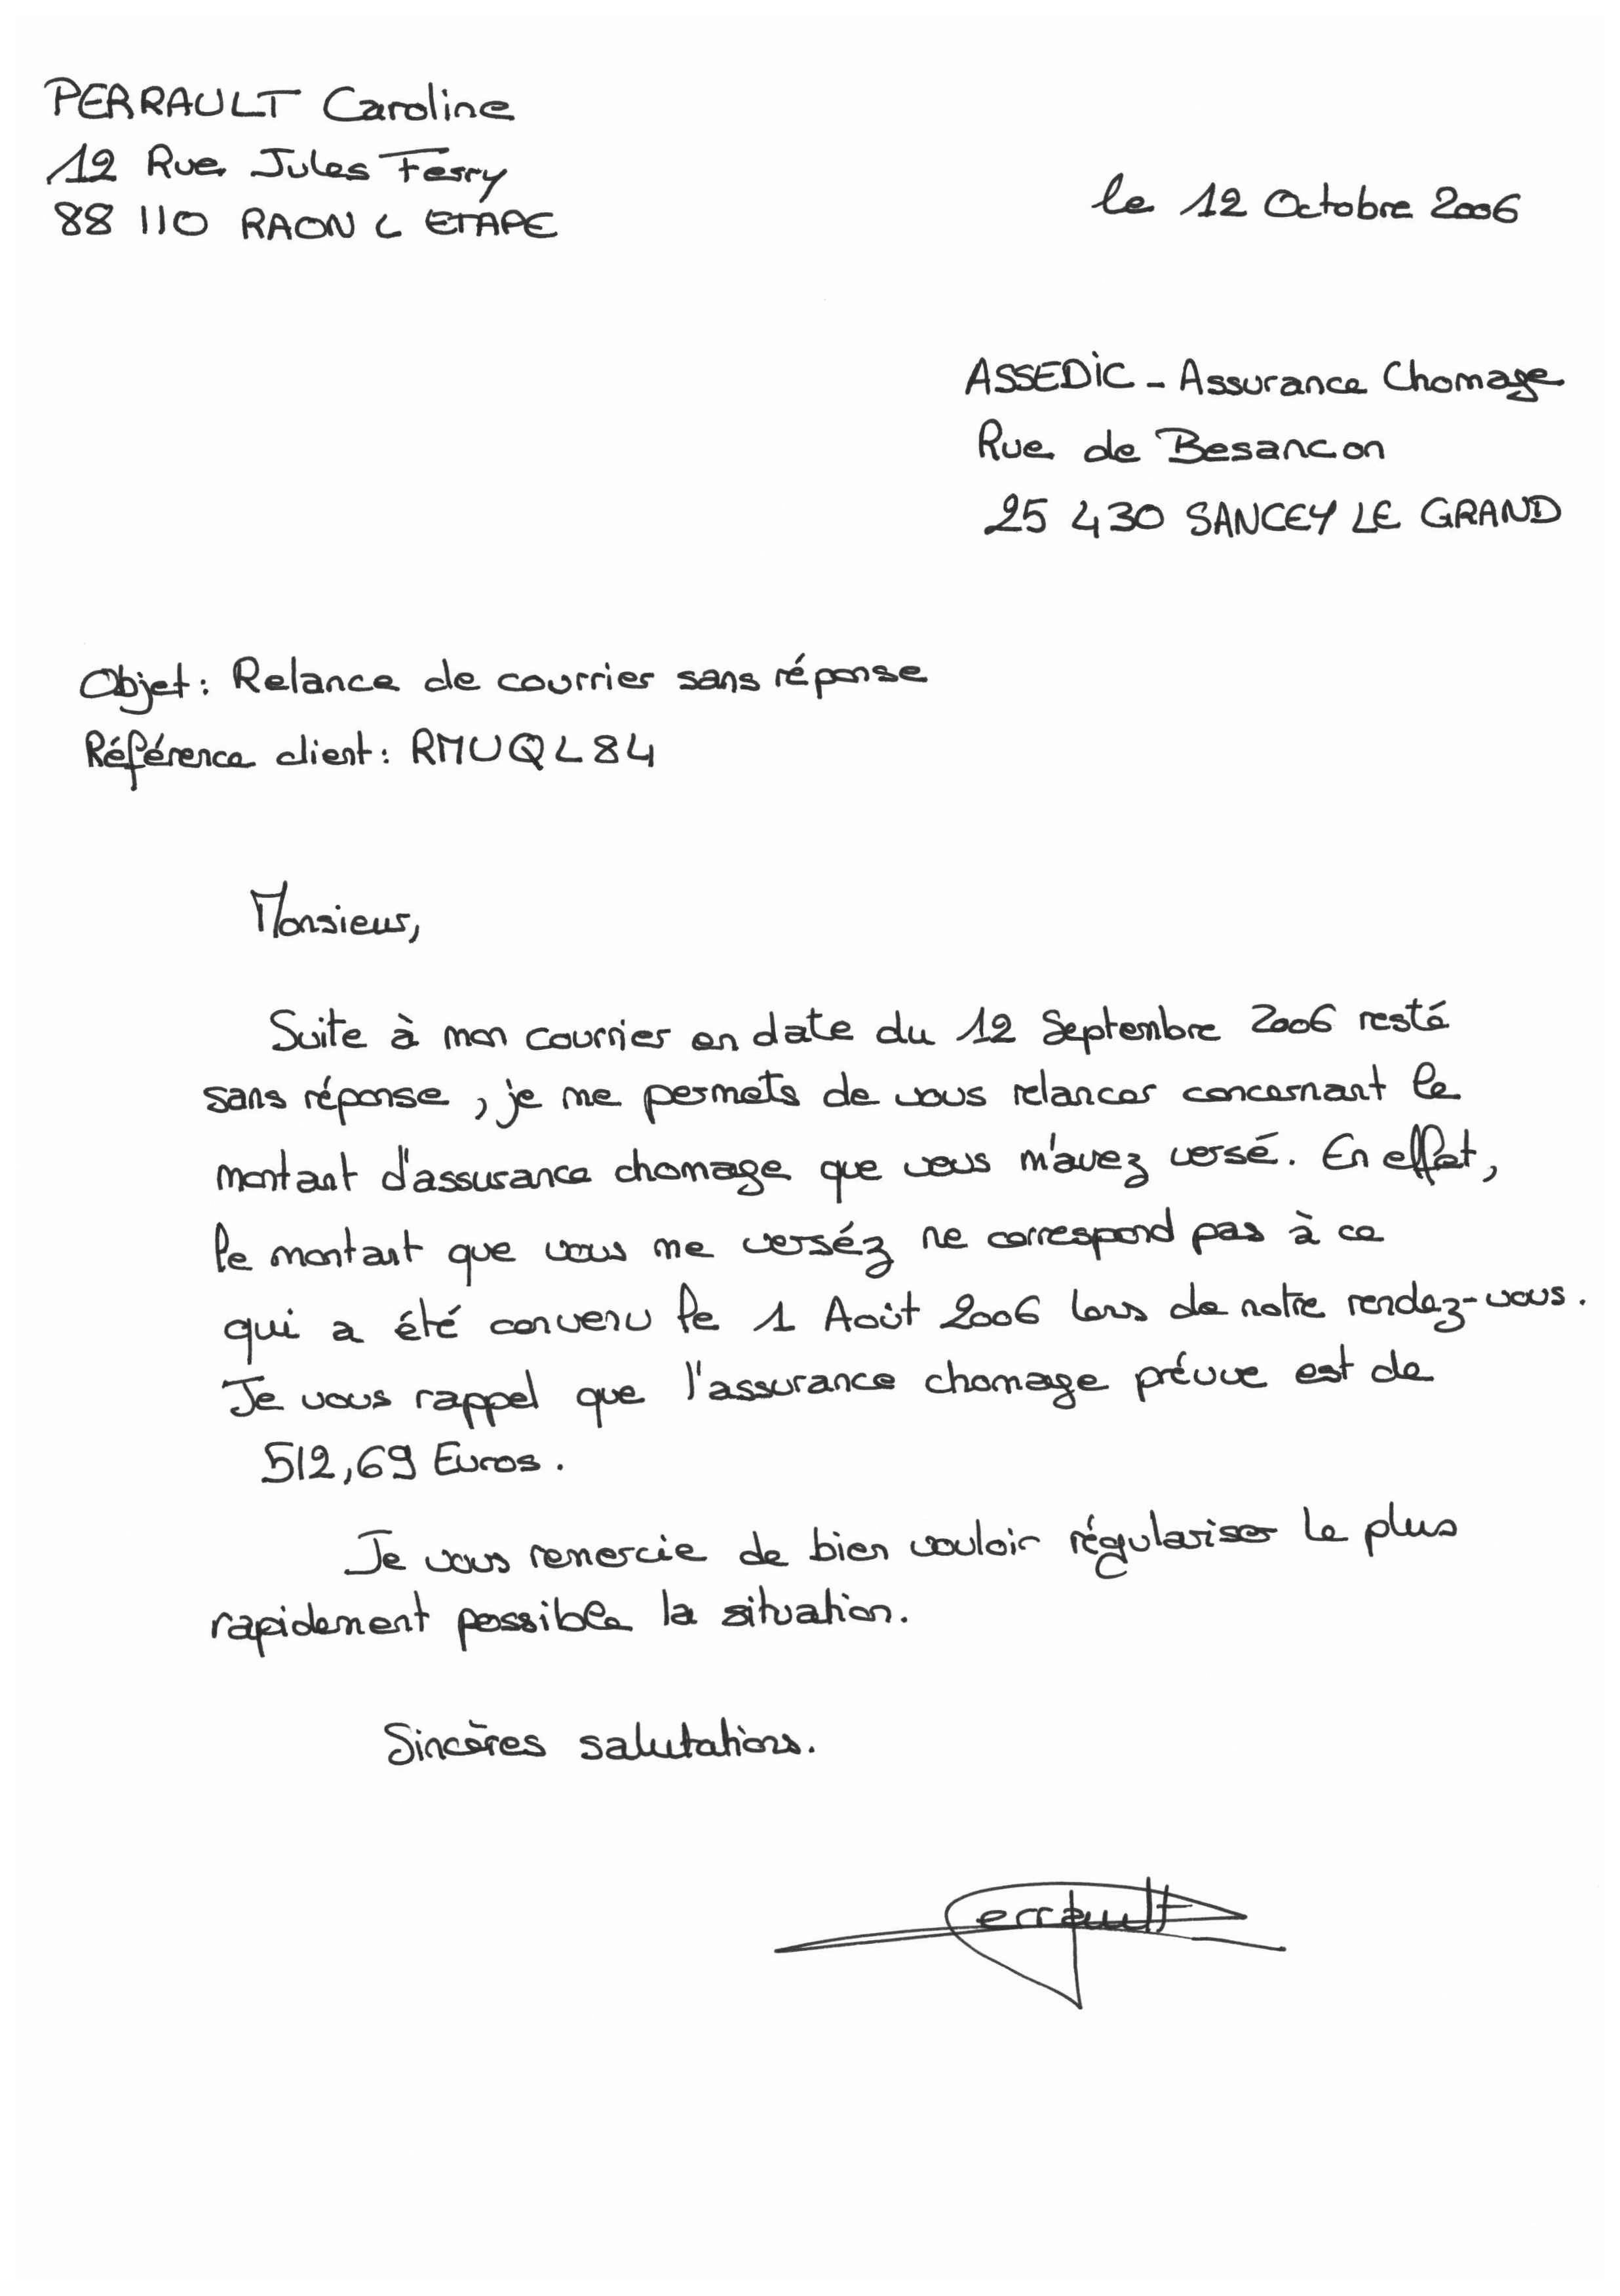 PERRAULT Caroline
12 Rue Jules Ferry
88 110 RAON L ETAPE
le 12 Octobre 2006
ASSEDIC - Assurance Chomage
Rue de Besancon
25 430 SANCEY LE GRAND
Objet : Relance de courrier sans réponse
Référence client : RMUQL84
Monsieur,
Suite à mon courrier en date du 12 Septembre 2006 resté
sans réponse, je me permets de vous relancer concernant le
montant d'assurance chomage que vous m'avez versé. En effet,
le montant que vous me verséz ne correspond pas à ce
qui a été convenu le 1 Août 2006 lors de notre rendez-vous.
Je vous rappel que l'assurance chomage prévue est de
512,69 Euros.
Je vous remercie de bien vouloir régulariser le plus
rapidement possible la situation.
Sincères salutations.
Perrault